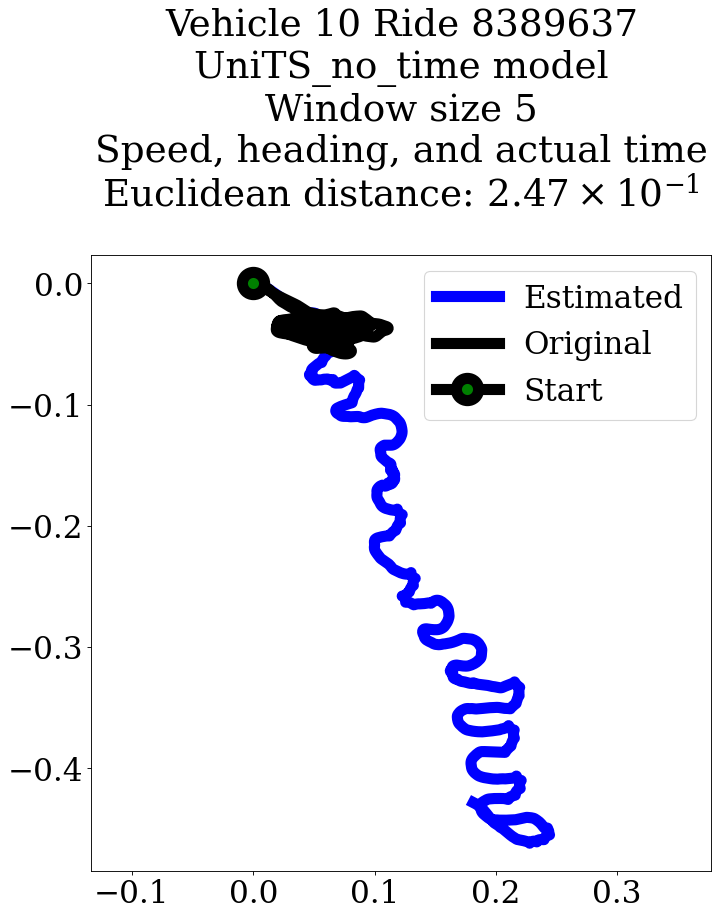 Vehicle 10 Ride 8389637
UniTS_no_time model
Window size 5
Speed, heading, and actual time
Euclidean distance: $2.47 \times 10^{-1}$
Estimated
Original
Start
0.0
−0.1
−0.2
−0.3
−0.4
−0.1 0.0 0.1 0.2 0.3